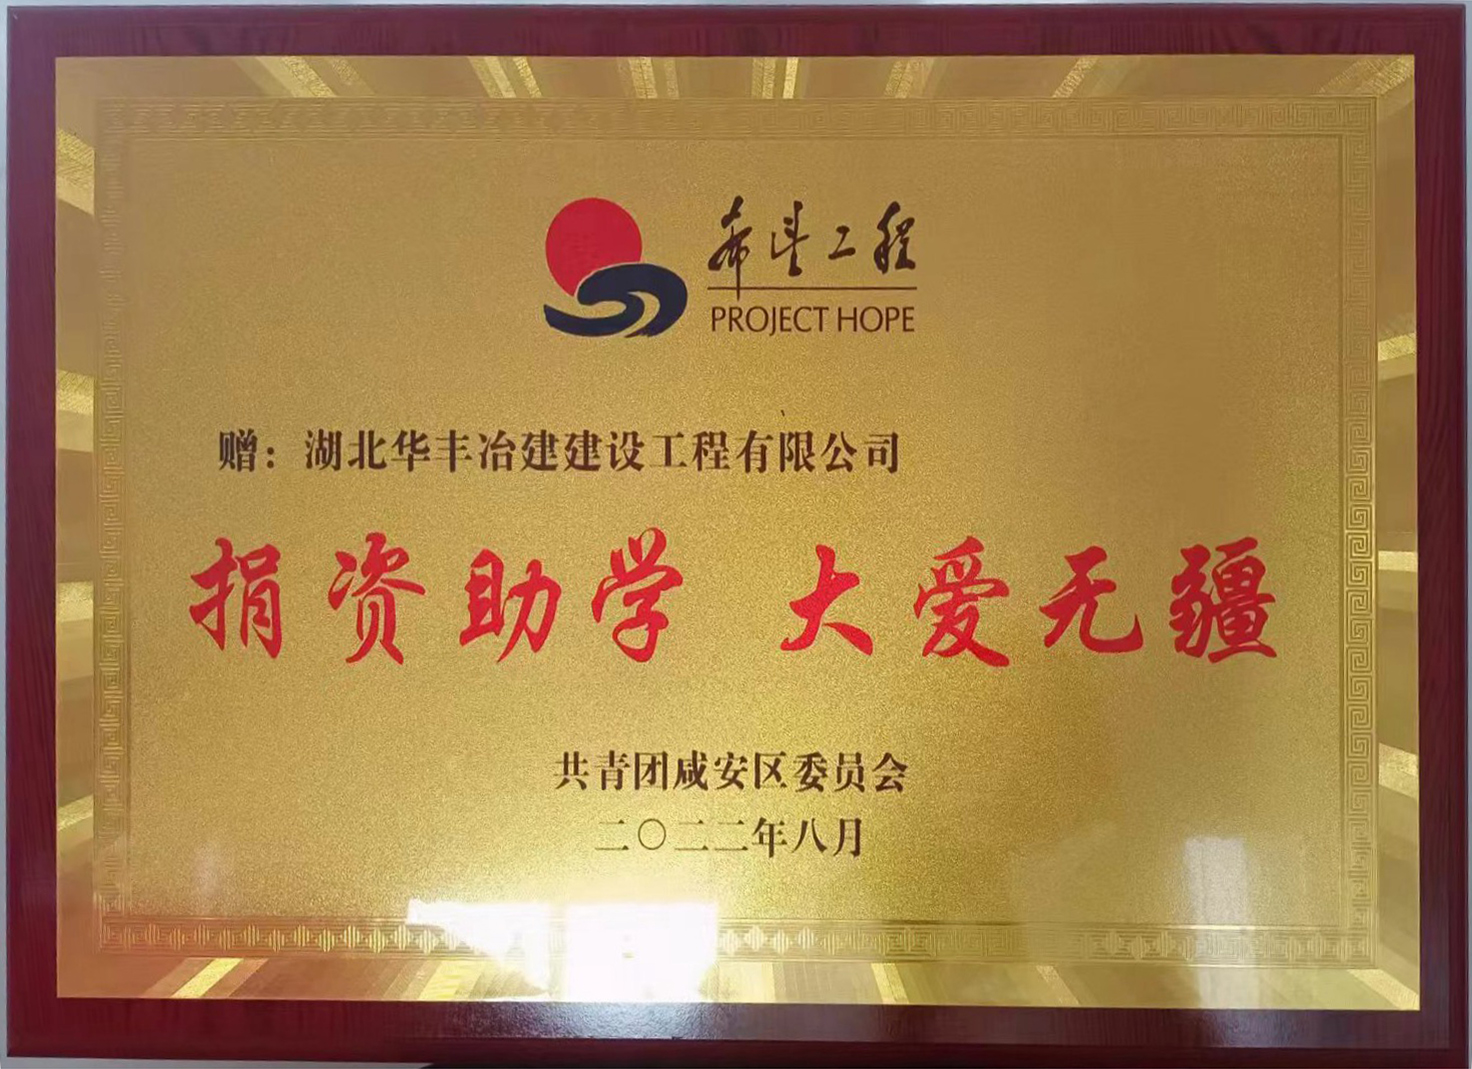 希望工程
PROJECT HOPE
赠：湖北华丰冶建建设工程有限公司
捐资助学 大爱无疆
共青团咸安区委员会
二〇二二年八月